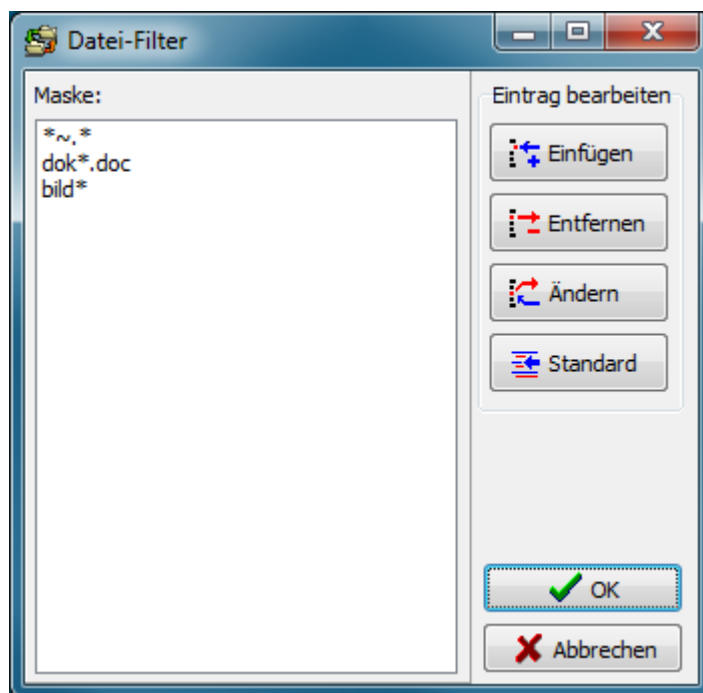 Datei-Filter
Maske:
*~.*
dok*.doc
bild*
Eintrag bearbeiten
Einfügen
Entfernen
Ändern
Standard
OK
Abbrechen